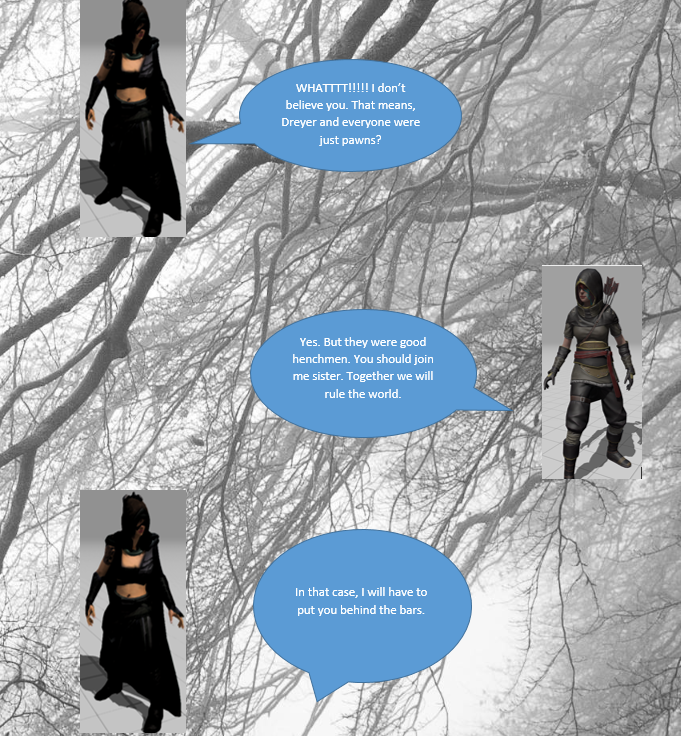 WHATTTT!!!!! I don't
believe you. That means,
Dreyer and everyone were
just pawns?
Yes. But they were good
henchmen. You should join
me sister. Together we will
rule the world.
In that case, I will have to
put you behind the bars.